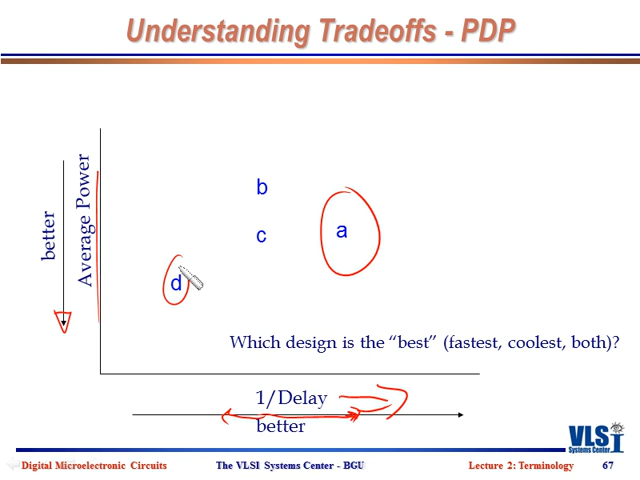 Understanding Tradeoffs - PDP
better
Average Power
b
c
a
d
Which design is the “best” (fastest, coolest, both)?
1/Delay
better
VLSI
Systems Center
Digital Microelectronic Circuits
The VLSI Systems Center - BGU
Lecture 2: Terminology
67